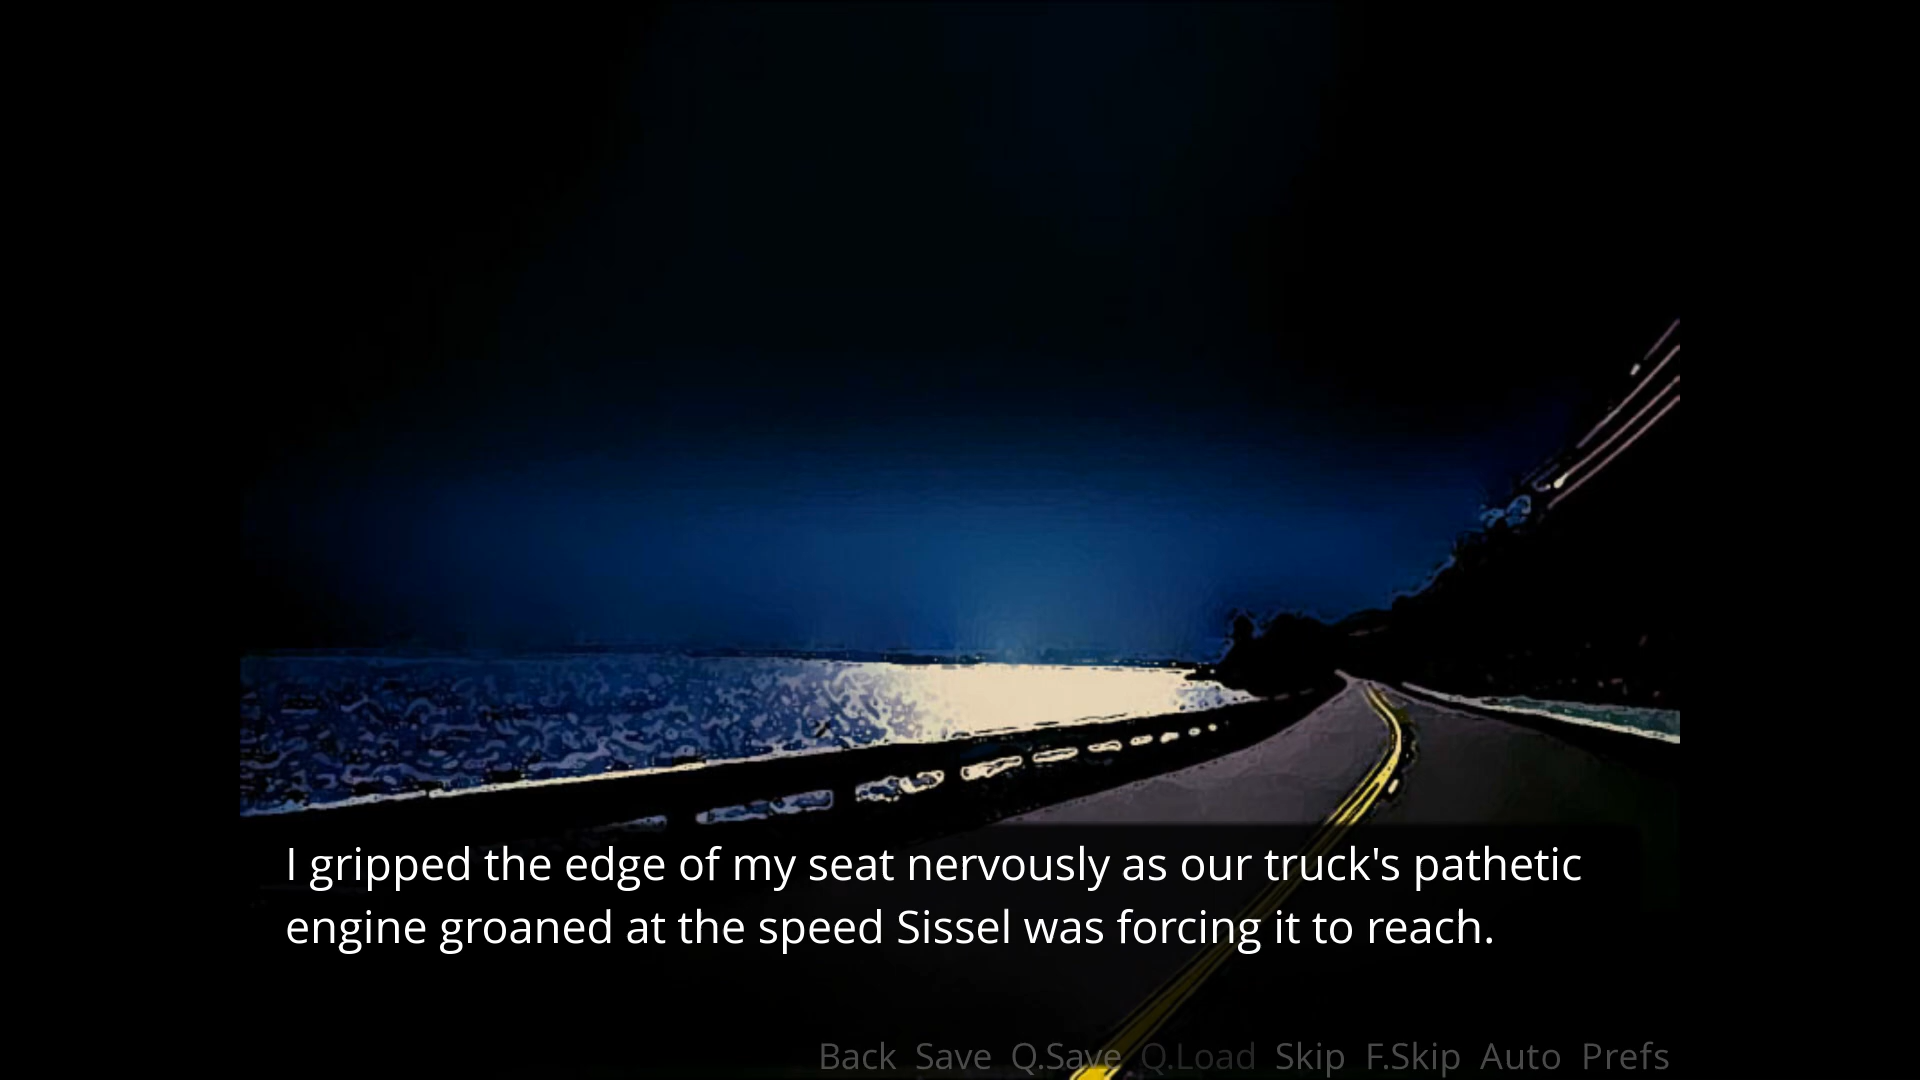 I gripped the edge of my seat nervously as our truck's pathetic
engine groaned at the speed Sissel was forcing it to reach.
Back Save Q.Save Q.Load Skip F.Skip Auto Prefs